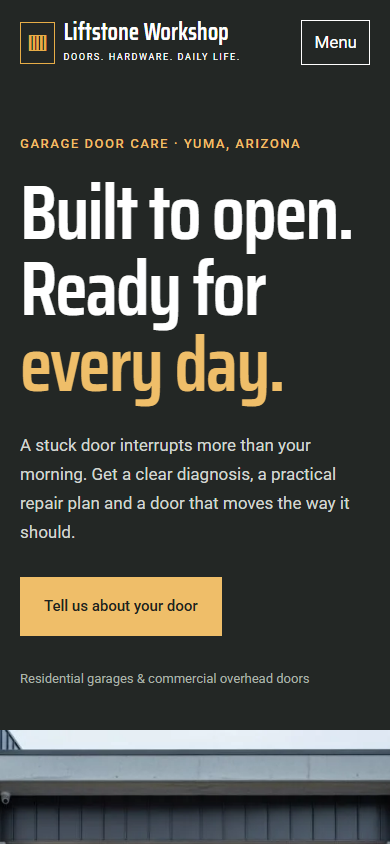 Liftstone Workshop
DOORS. HARDWARE. DAILY LIFE.
Menu
GARAGE DOOR CARE · YUMA, ARIZONA
Built to open.
Ready for
every day.
A stuck door interrupts more than your
morning. Get a clear diagnosis, a practical
repair plan and a door that moves the way it
should.
Tell us about your door
Residential garages & commercial overhead doors